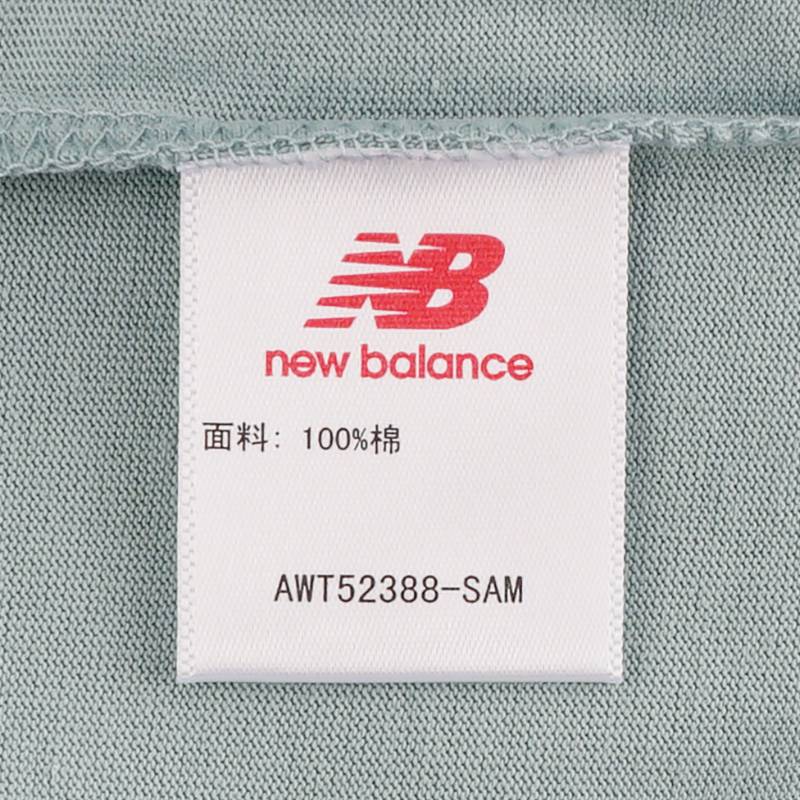 NB
new balance
面料: 100%棉
AWT52388-SAM